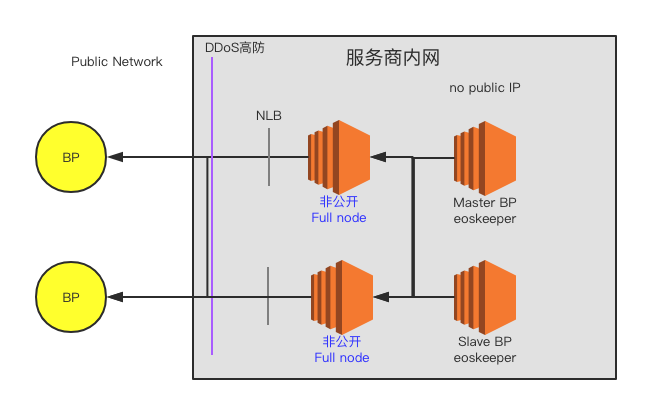 DDoS高防
Public Network
服务商内网
no public IP
NLB
BP
非公开
Full node
Master BP
eoskeeper
BP
非公开
Full node
Slave BP
eoskeeper